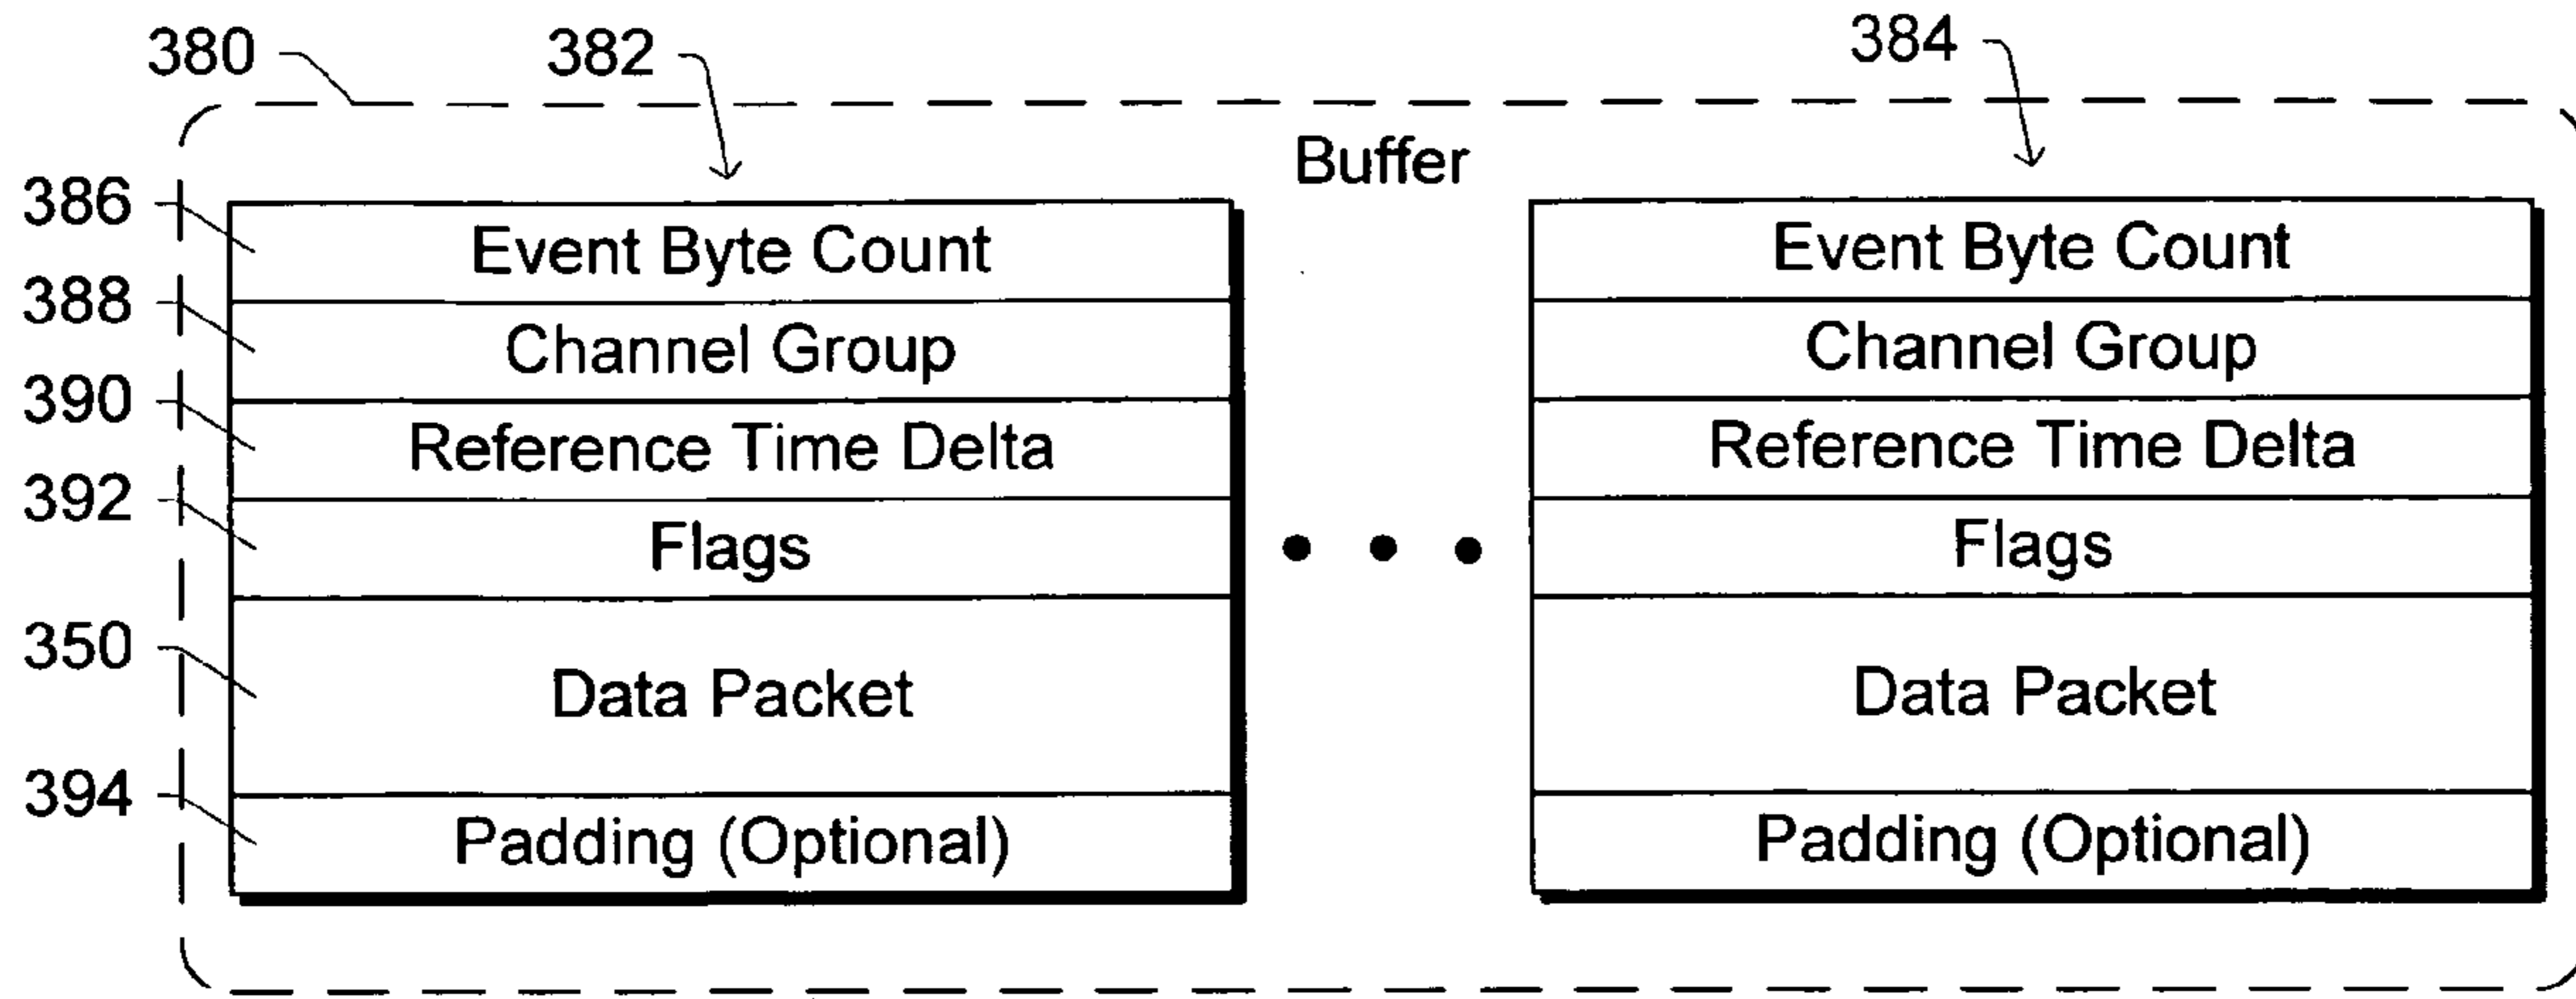 380
382
384
Buffer
386
Event Byte Count
Event Byte Count
388
Channel Group
Channel Group
390
Reference Time Delta
Reference Time Delta
392
Flags
Flags
350
Data Packet
Data Packet
394
Padding (Optional)
Padding (Optional)